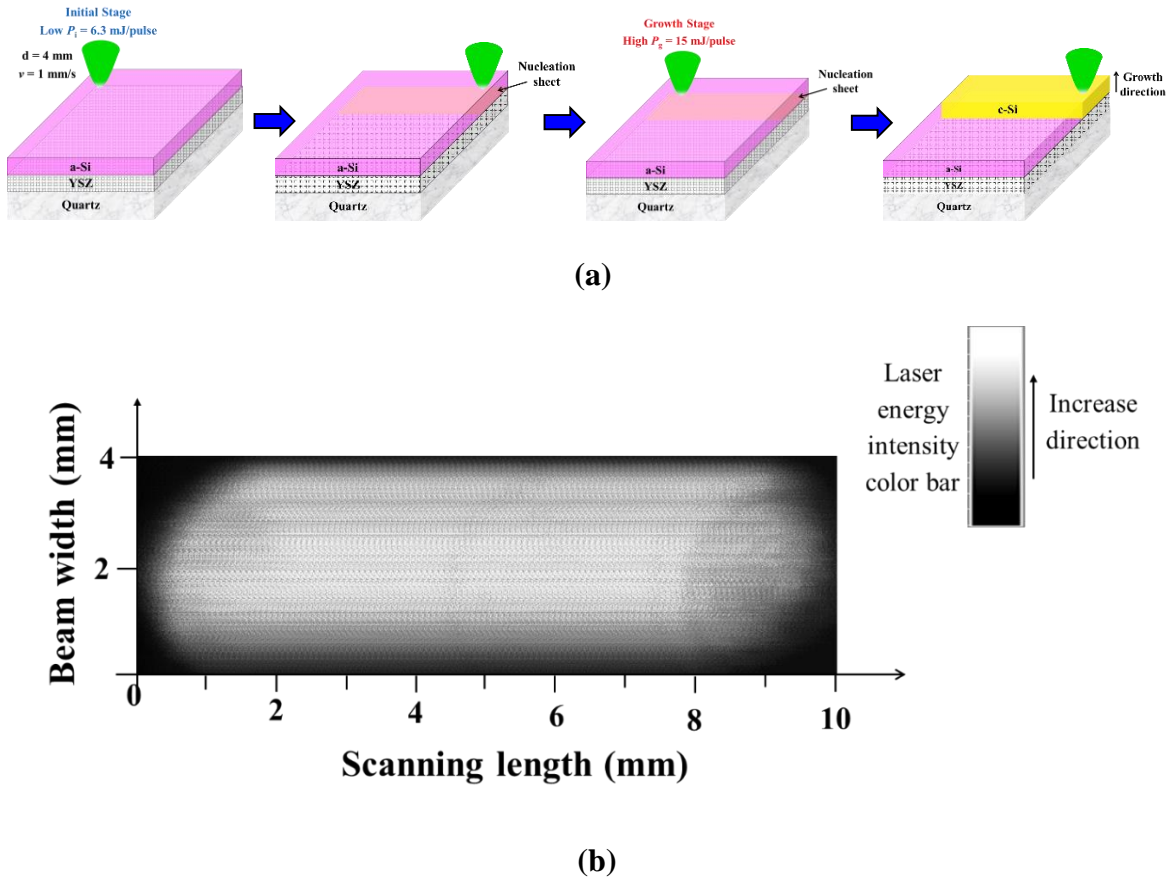 Initial Stage
Low Pi = 6.3 mJ/pulse
d = 4 mm
v = 1 mm/s
a-Si
YSZ
Quartz
Nucleation
sheet
a-Si
YSZ
Quartz
Growth Stage
High Pg = 15 mJ/pulse
Nucleation
sheet
a-Si
YSZ
Quartz
Growth
direction
c-Si
a-Si
YSZ
Quartz
(a)
Laser
energy
intensity
color bar
Increase
direction
Beam width (mm)
4
2
0
2
4
6
8
10
Scanning length (mm)
(b)